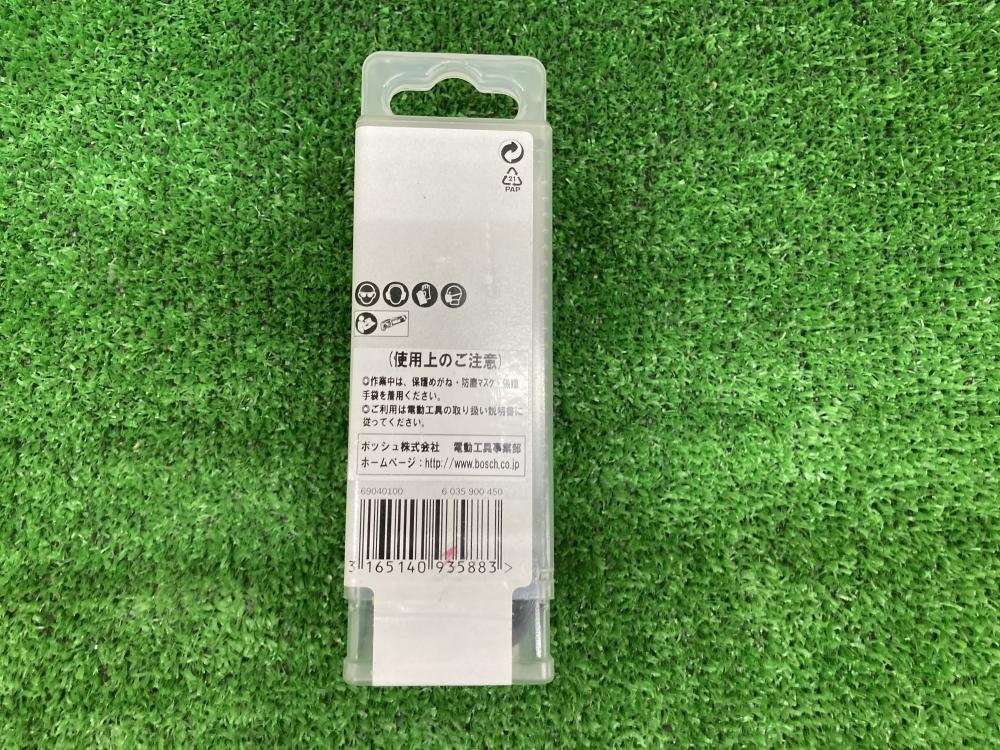 21
PAP
(使用上のご注意)
◎作業中は、保護めがね・防塵マスク・保護
手袋を着用ください。
◎ご利用は電動工具の取り扱い説明書に
従ってください。
ボッシュ株式会社 電動工具事業部
ホームページ:http://www.bosch.co.jp
69040100 6 035 900 450
3 165140 935883 >